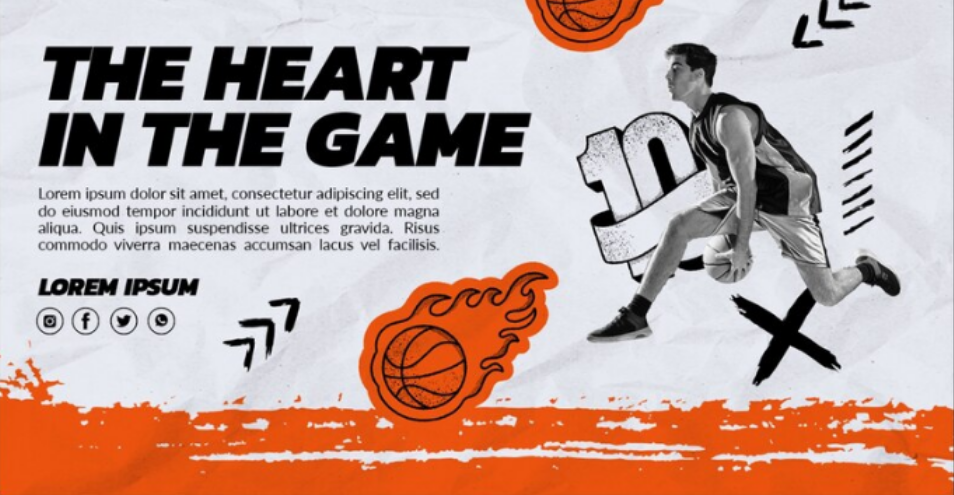 THE HEART
IN THE GAME
Lorem ipsum dolor sit amet, consectetur adipiscing elit, sed
do eiusmod tempor incididunt ut labore et dolore magna
aliqua. Quis ipsum suspendisse ultrices gravida. Risus
commodo viverra maecenas accumsan lacus vel facilisis.
LOREM IPSUM
10